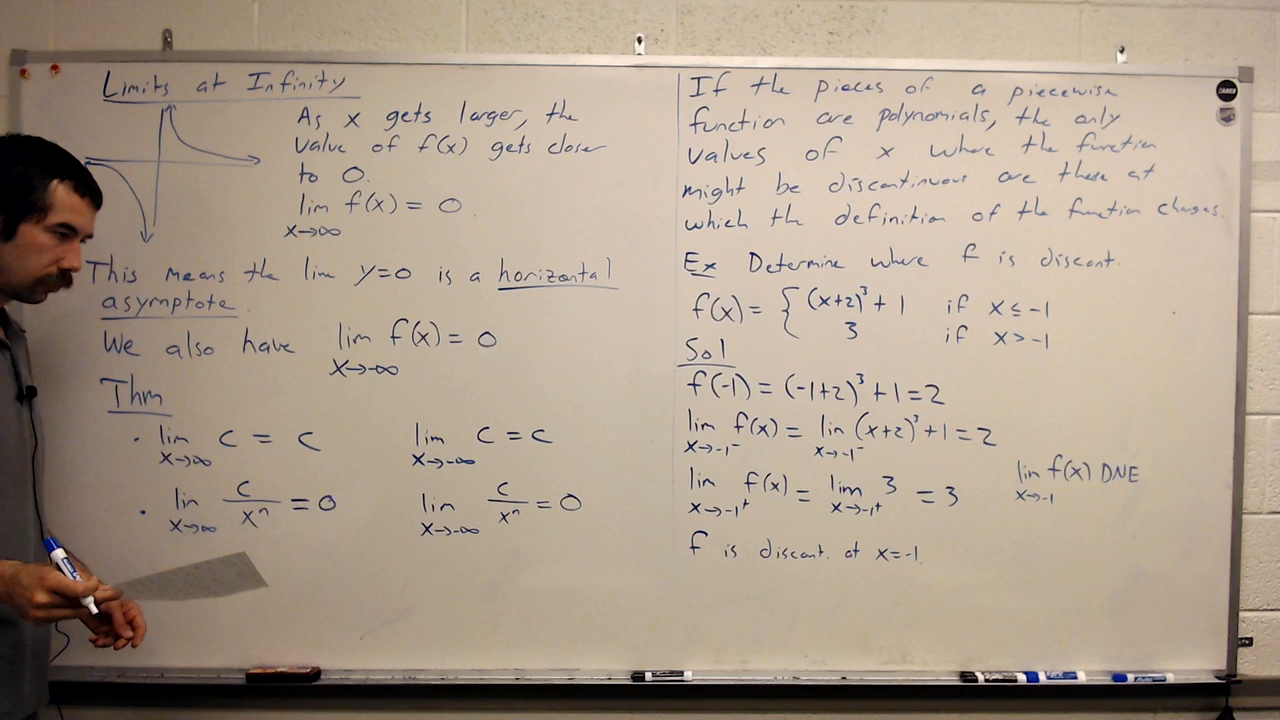 Limits at Infinity
As x gets larger, the
value of f(x) gets closer
to 0.
lim f(x) = 0
x→∞
This means the line y=0 is a horizontal
asymptote.
We also have lim f(x) = 0
x→-∞
Thm
· lim c = c lim c = c
x→∞ x→-∞
· lim c/xⁿ = 0 lim c/xⁿ = 0
x→∞ x→-∞
If the pieces of a piecewise
function are polynomials, the only
values of x where the function
might be discontinuous are these at
which the definition of the function changes.
Ex Determine where f is discont.
f(x) = { (x+2)³ + 1 if x ≤ -1
3 if x > -1
Sol
f(-1) = (-1+2)³ + 1 = 2
lim f(x) = lim (x+2)³ + 1 = 2
x→-1⁻ x→-1⁻
lim f(x) = lim 3 = 3
x→-1⁺ x→-1⁺
lim f(x) DNE
x→-1
f is discont. at x=-1